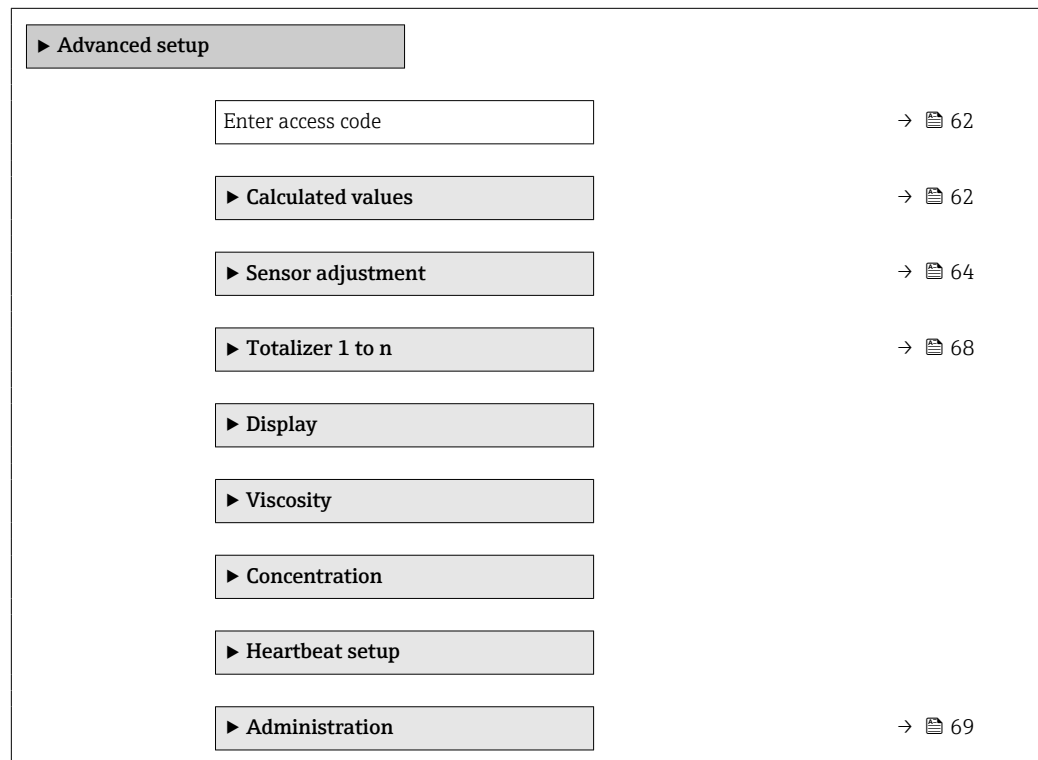 ▶ Advanced setup
Enter access code → 62
▶ Calculated values → 62
▶ Sensor adjustment → 64
▶ Totalizer 1 to n → 68
▶ Display
▶ Viscosity
▶ Concentration
▶ Heartbeat setup
▶ Administration → 69